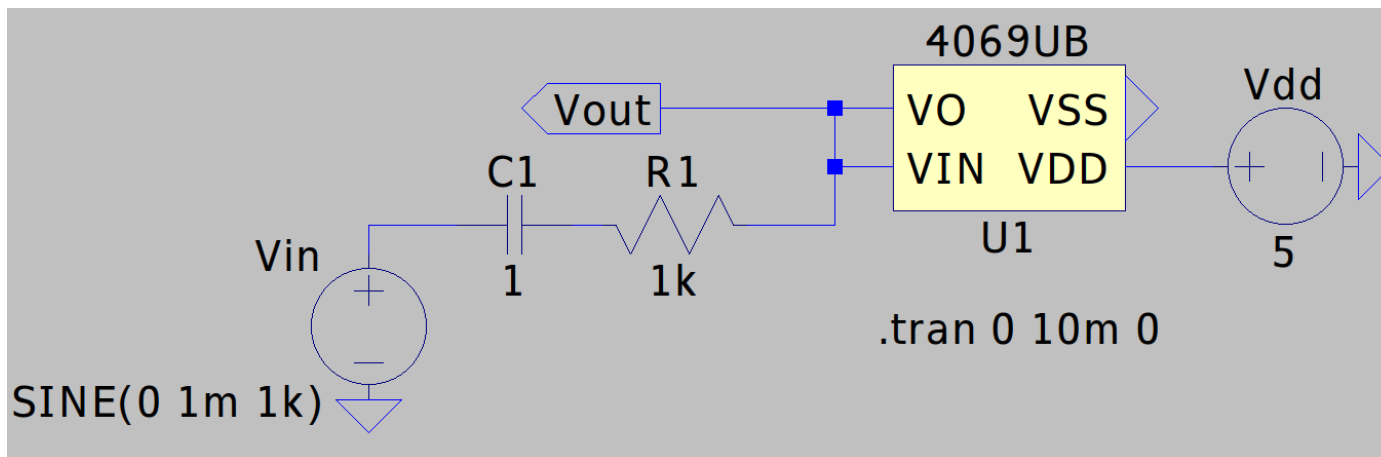 4069UB
Vdd
Vout
VO VSS
VIN VDD
C1 R1
U1
5
Vin
1 1k
.tran 0 10m 0
SINE(0 1m 1k)